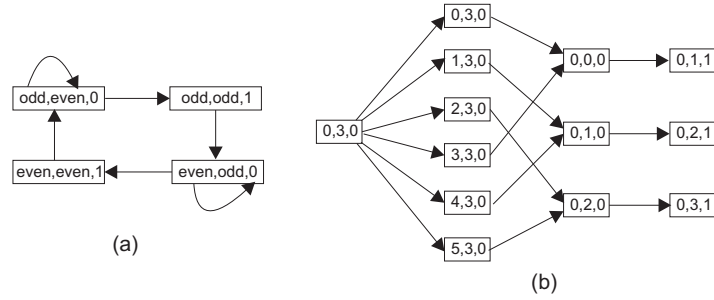 odd,even,0
odd,odd,1
even,even,1
even,odd,0
(a)
0,3,0
0,3,0
1,3,0
2,3,0
3,3,0
4,3,0
5,3,0
0,0,0
0,1,0
0,2,0
0,1,1
0,2,1
0,3,1
(b)